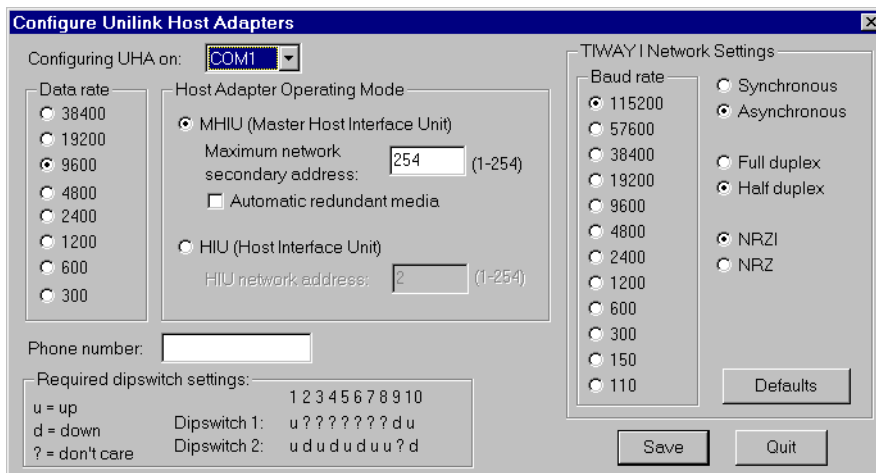 Configure Unilink Host Adapters
Configuring UHA on: COM1
Data rate
38400
19200
9600
4800
2400
1200
600
300
Host Adapter Operating Mode
MHIU (Master Host Interface Unit)
Maximum network
secondary address: 254 (1-254)
Automatic redundant media
HIU (Host Interface Unit)
HIU network address: 2 (1-254)
Phone number:
Required dipswitch settings:
u = up
d = down
? = don't care
1 2 3 4 5 6 7 8 9 10
Dipswitch 1: u ? ? ? ? ? ? ? d u
Dipswitch 2: u d u d u d u u ? d
TIWAY I Network Settings
Baud rate
115200
57600
38400
19200
9600
4800
2400
1200
600
300
150
110
Synchronous
Asynchronous
Full duplex
Half duplex
NRZI
NRZ
Defaults
Save
Quit